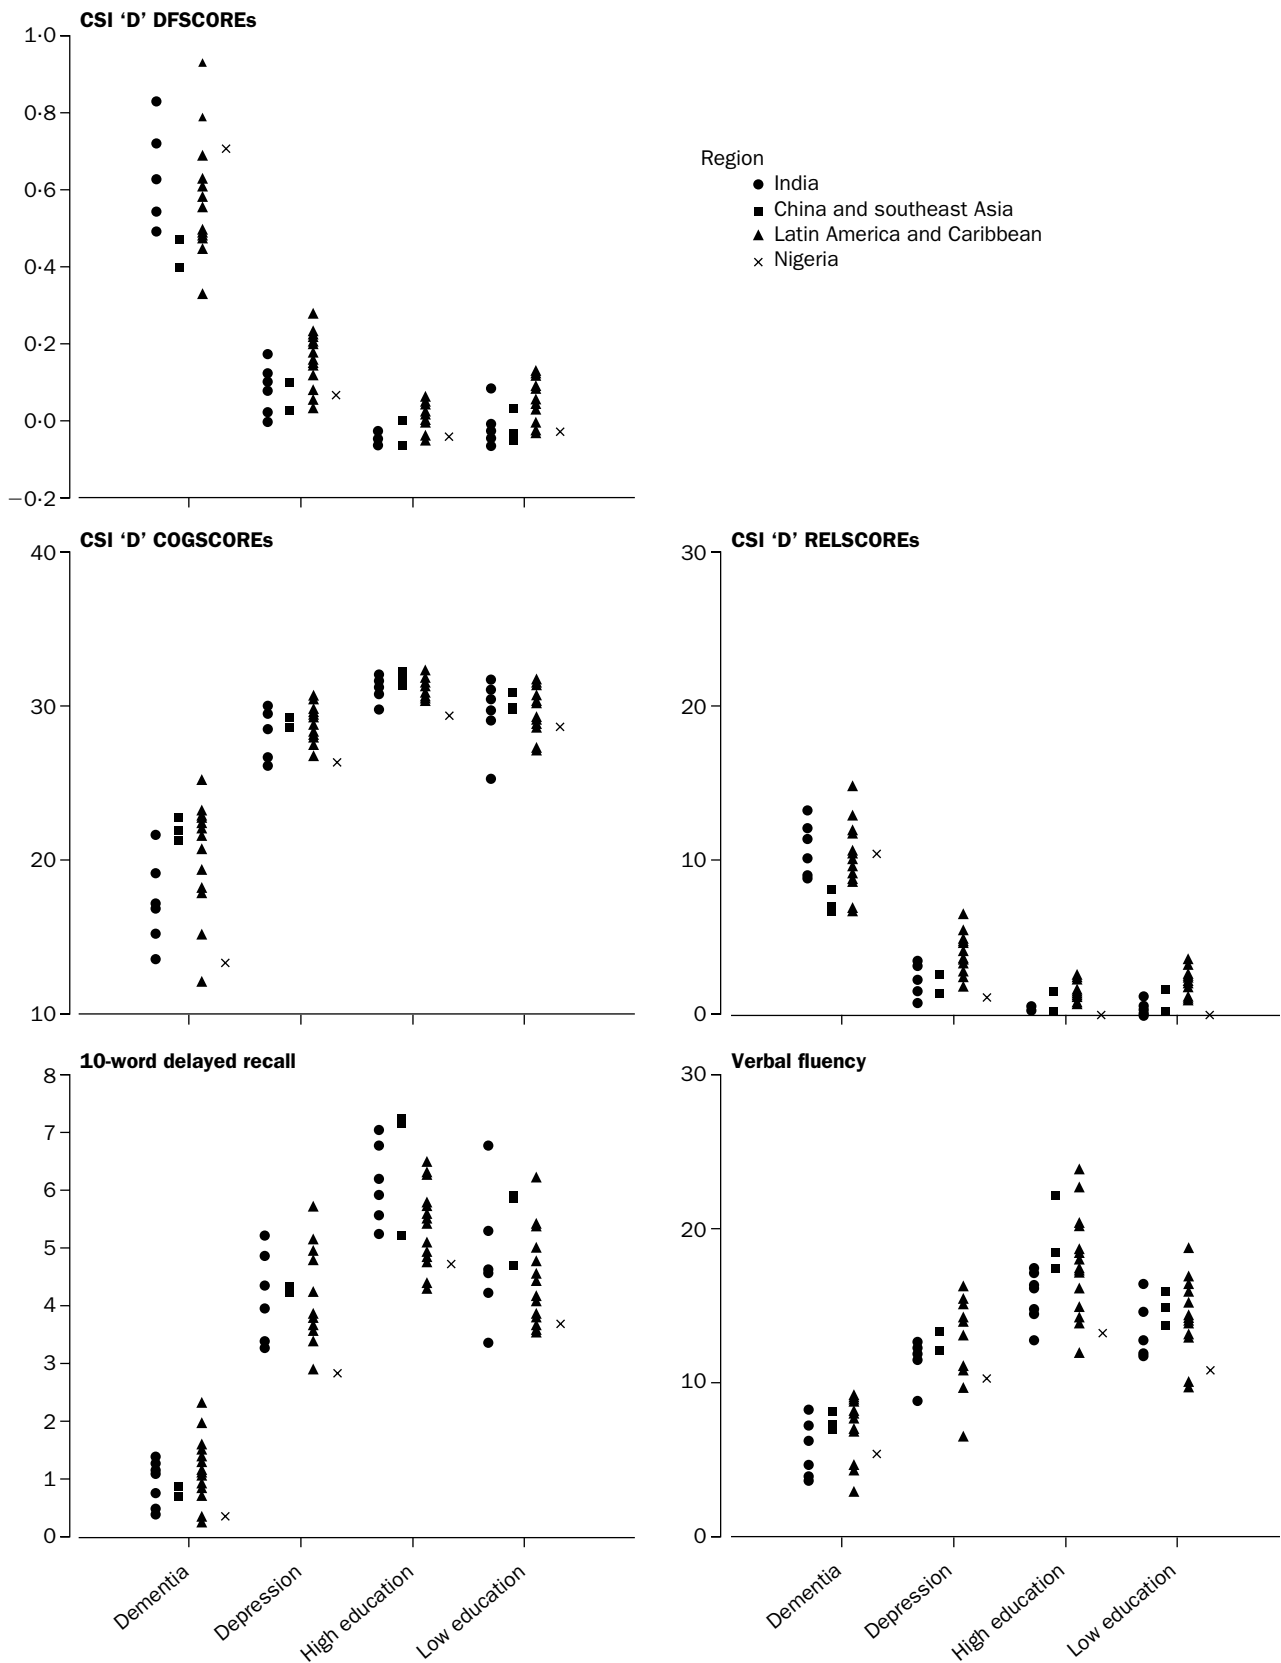 CSI ‘D’ DFSCOREs
1·0
0·8
0·6
0·4
0·2
0·0
−0·2
Region
India
China and southeast Asia
Latin America and Caribbean
Nigeria
CSI ‘D’ COGSCOREs
40
30
20
10
CSI ‘D’ RELSCOREs
30
20
10
0
10-word delayed recall
8
7
6
5
4
3
2
1
0
Dementia
Depression
High education
Low education
Verbal fluency
30
20
10
0
Dementia
Depression
High education
Low education